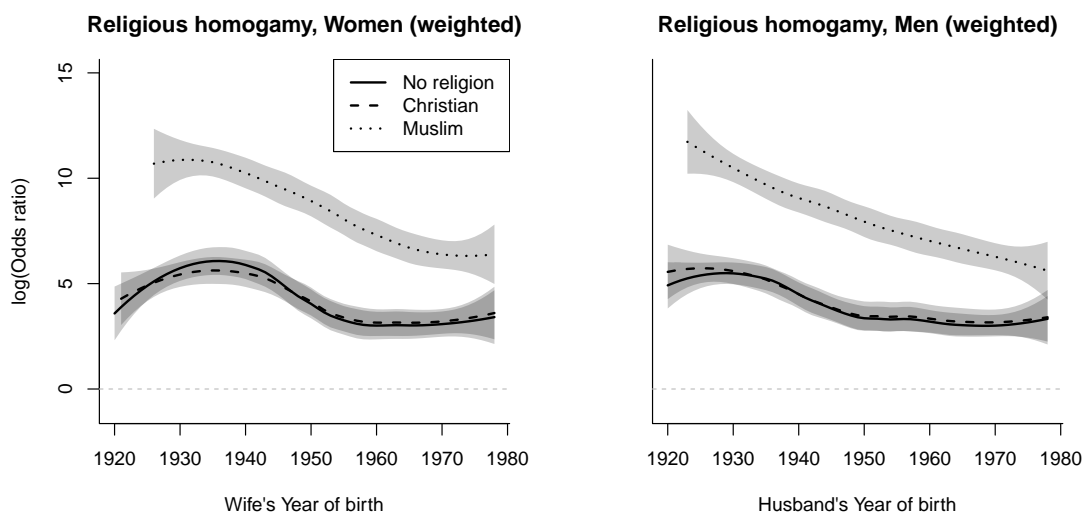 Religious homogamy, Women (weighted)
log(Odds ratio)
15
10
5
0
No religion
Christian
Muslim
1920 1930 1940 1950 1960 1970 1980
Wife's Year of birth
Religious homogamy, Men (weighted)
1920 1930 1940 1950 1960 1970 1980
Husband's Year of birth